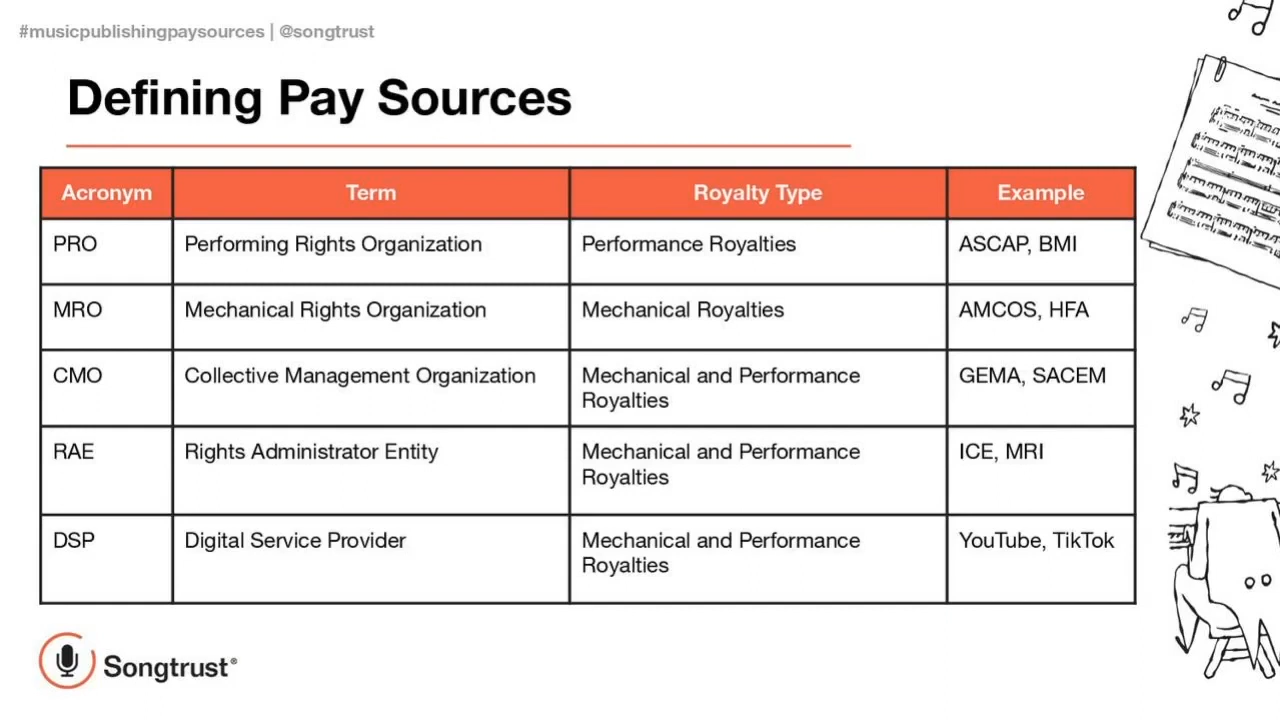 #musicpublishingpaysources | @songtrust
Defining Pay Sources
Acronym Term Royalty Type Example
PRO Performing Rights Organization Performance Royalties ASCAP, BMI
MRO Mechanical Rights Organization Mechanical Royalties AMCOS, HFA
CMO Collective Management Organization Mechanical and Performance GEMA, SACEM
Royalties
RAE Rights Administrator Entity Mechanical and Performance ICE, MRI
Royalties
DSP Digital Service Provider Mechanical and Performance YouTube, TikTok
Royalties
Songtrust®